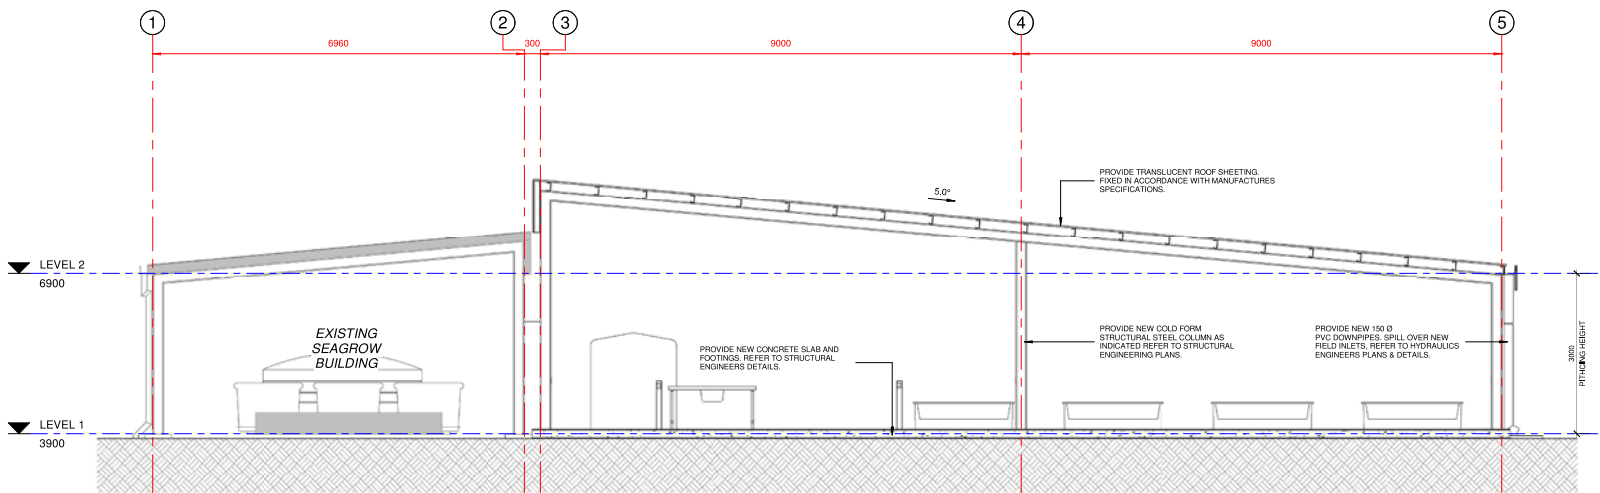 1
2
3
4
5
6960
300
9000
9000
PROVIDE TRANSLUCENT ROOF SHEETING.
FIXED IN ACCORDANCE WITH MANUFACTURES
SPECIFICATIONS.
5.0°
LEVEL 2
6900
EXISTING
SEAGROW
BUILDING
PROVIDE NEW CONCRETE SLAB AND
FOOTINGS. REFER TO STRUCTURAL
ENGINEERS DETAILS.
PROVIDE NEW COLD FORM
STRUCTURAL STEEL COLUMN AS
INDICATED REFER TO STRUCTURAL
ENGINEERING PLANS.
PROVIDE NEW 150 Ø
PVC DOWNPIPES. SPILL OVER NEW
FIELD INLETS, REFER TO HYDRAULICS
ENGINEERS PLANS & DETAILS.
3000
PITHCING HEIGHT
LEVEL 1
3900